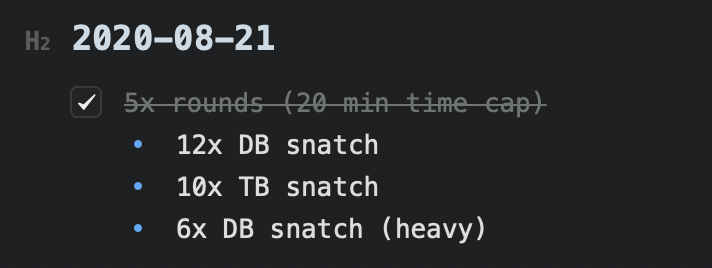 H2 2020-08-21
5x rounds (20 min time cap)
12x DB snatch
10x TB snatch
6x DB snatch (heavy)